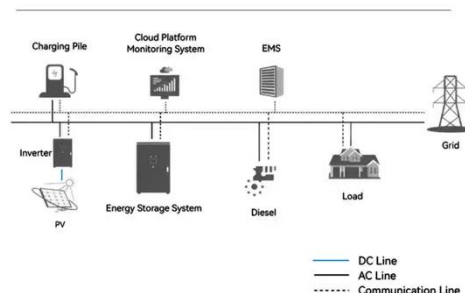 Charging Pile
Cloud Platform
Monitoring System
EMS
Grid
Inverter
PV
Energy Storage System
Diesel
Load
DC Line
AC Line
Communication Line